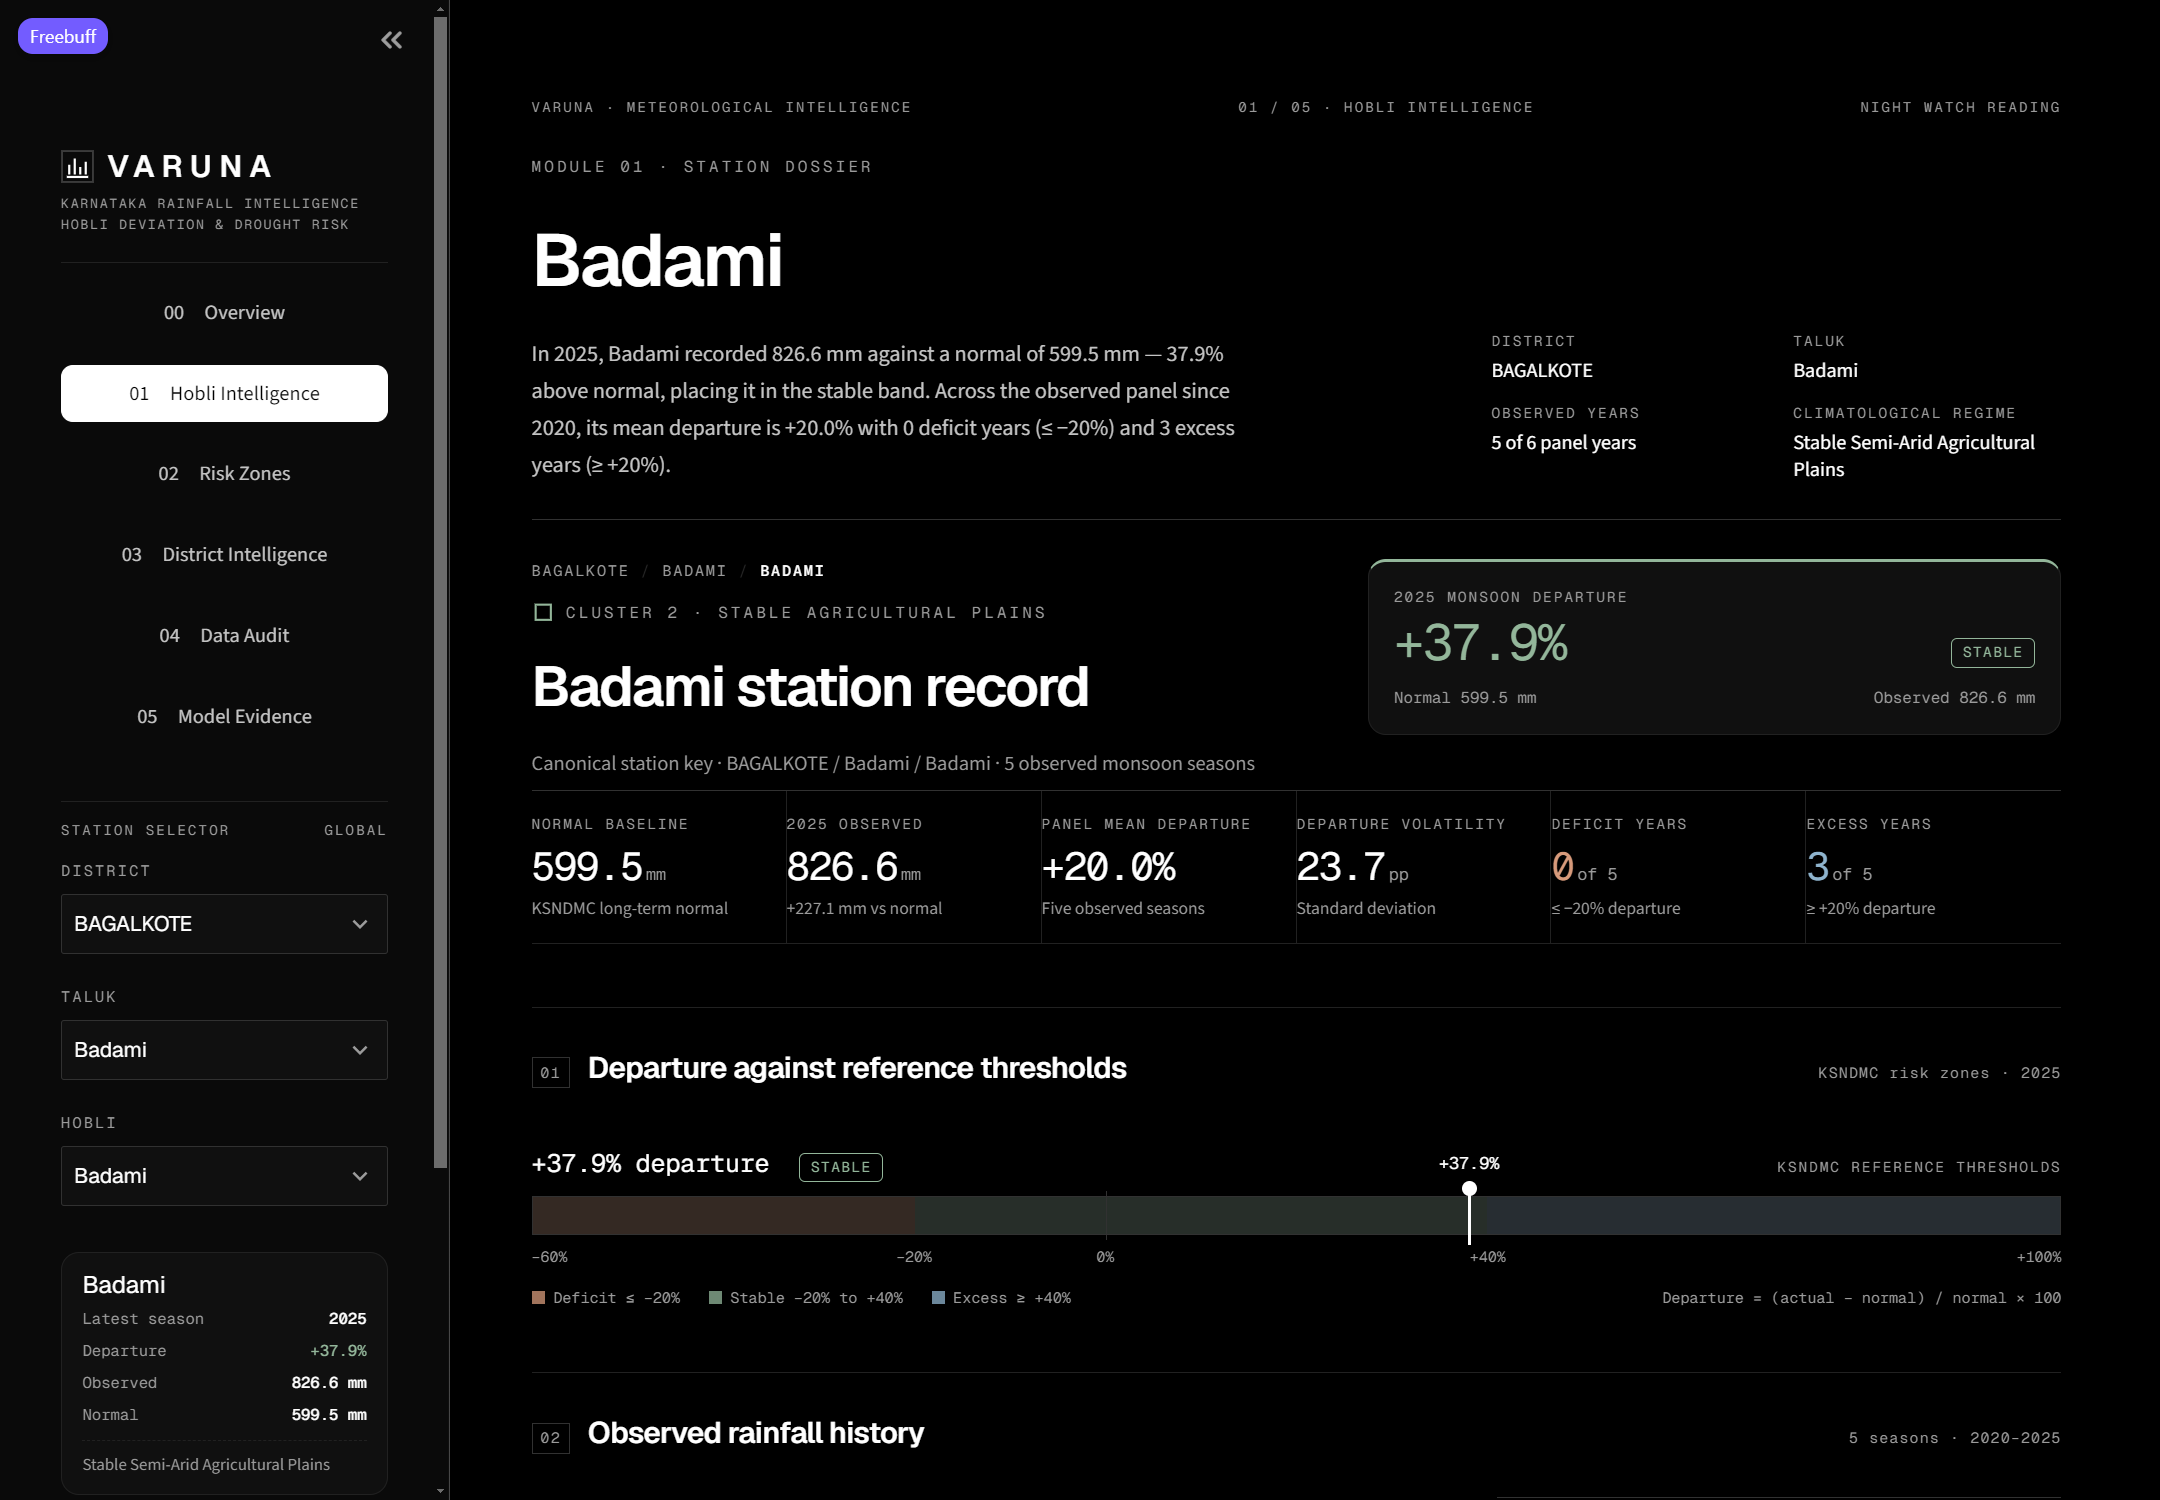 Freebuff
VARUNA
KARNATAKA RAINFALL INTELLIGENCE
HOBLI DEVIATION & DROUGHT RISK
00 Overview
01 Hobli Intelligence
02 Risk Zones
03 District Intelligence
04 Data Audit
05 Model Evidence
STATION SELECTOR GLOBAL
DISTRICT
BAGALKOTE
TALUK
Badami
HOBLI
Badami
Badami
Latest season 2025
Departure +37.9%
Observed 826.6 mm
Normal 599.5 mm
Stable Semi-Arid Agricultural Plains
VARUNA · METEOROLOGICAL INTELLIGENCE 01 / 05 · HOBLI INTELLIGENCE NIGHT WATCH READING
MODULE 01 · STATION DOSSIER
Badami
In 2025, Badami recorded 826.6 mm against a normal of 599.5 mm — 37.9%
above normal, placing it in the stable band. Across the observed panel since
2020, its mean departure is +20.0% with 0 deficit years (≤ −20%) and 3 excess
years (≥ +20%).
DISTRICT TALUK
BAGALKOTE Badami
OBSERVED YEARS CLIMATOLOGICAL REGIME
5 of 6 panel years Stable Semi-Arid Agricultural
Plains
BAGALKOTE / BADAMI / BADAMI
CLUSTER 2 · STABLE AGRICULTURAL PLAINS
Badami station record
Canonical station key · BAGALKOTE / Badami / Badami · 5 observed monsoon seasons
2025 MONSOON DEPARTURE
+37.9%
STABLE
Normal 599.5 mm Observed 826.6 mm
NORMAL BASELINE 2025 OBSERVED PANEL MEAN DEPARTURE DEPARTURE VOLATILITY DEFICIT YEARS EXCESS YEARS
599.5 mm 826.6 mm +20.0% 23.7 pp 0 of 5 3 of 5
KSNDMC long-term normal +227.1 mm vs normal Five observed seasons Standard deviation ≤ −20% departure ≥ +20% departure
01 Departure against reference thresholds KSNDMC risk zones · 2025
+37.9% departure STABLE +37.9% KSNDMC REFERENCE THRESHOLDS
−60% −20% 0% +40% +100%
Deficit ≤ −20% Stable −20% to +40% Excess ≥ +40% Departure = (actual − normal) / normal × 100
02 Observed rainfall history 5 seasons · 2020–2025